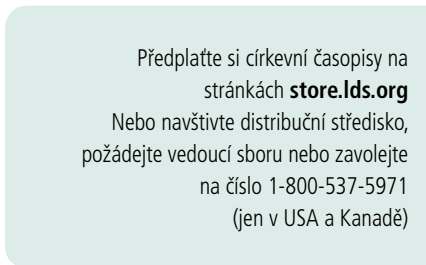 Předplaťte si církevní časopisy na
stránkách store.lds.org
Nebo navštivte distribuční středisko,
požádejte vedoucí sboru nebo zavolejte
na číslo 1-800-537-5971
(jen v USA a Kanadě)